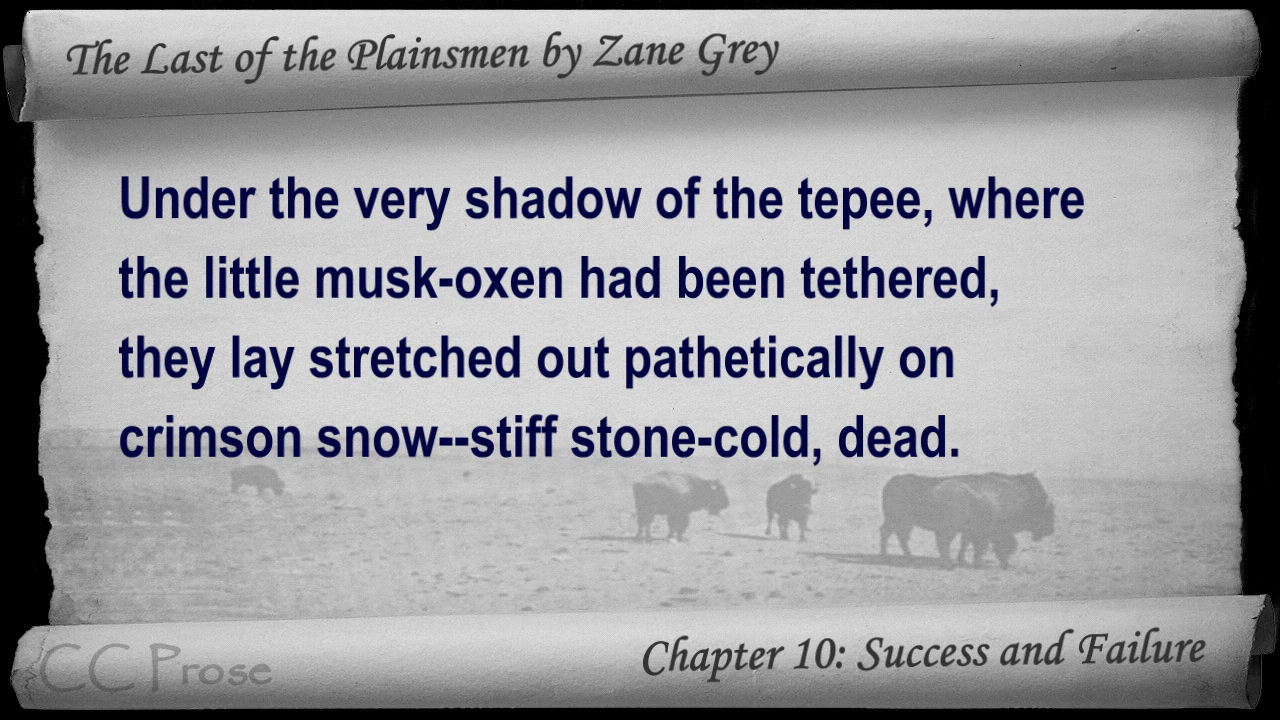 The Last of the Plainsmen by Zane Grey
Under the very shadow of the tepee, where
the little musk-oxen had been tethered,
they lay stretched out pathetically on
crimson snow--stiff stone-cold, dead.
Chapter 10: Success and Failure
CC Prose